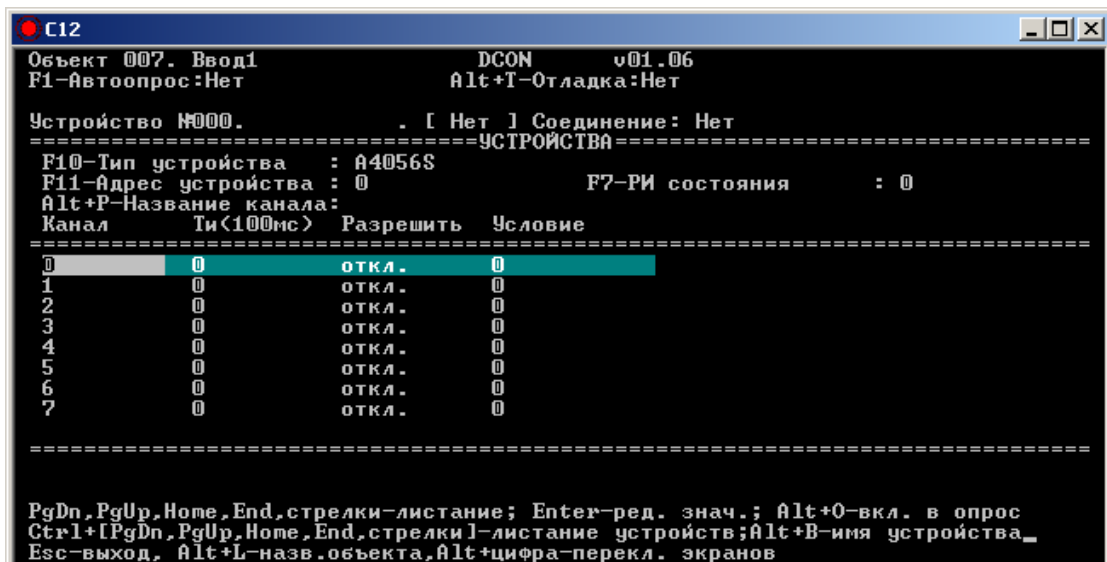 C12
Объект 007. Ввод1 DCON v01.06
F1-Автоопрос:Нет Alt+T-Отладка:Нет
Устройство №000. . [ Нет ] Соединение: Нет
====================================УСТРОЙСТВА======================================
F10-Тип устройства : A4056S
F11-Адрес устройства : 0 F7-РИ состояния : 0
Alt+P-Название канала:
Канал Ти(100мс) Разрешить Условие
====================================================================================
0 0 откл. 0
1 0 откл. 0
2 0 откл. 0
3 0 откл. 0
4 0 откл. 0
5 0 откл. 0
6 0 откл. 0
7 0 откл. 0
====================================================================================
PgDn,PgUp,Home,End,стрелки-листание; Enter-ред. знач.; Alt+O-вкл. в опрос
Ctrl+[PgDn,PgUp,Home,End,стрелки]-листание устройств;Alt+B-имя устройства_
Esc-выход, Alt+L-назв.объекта,Alt+цифра-перекл. экранов